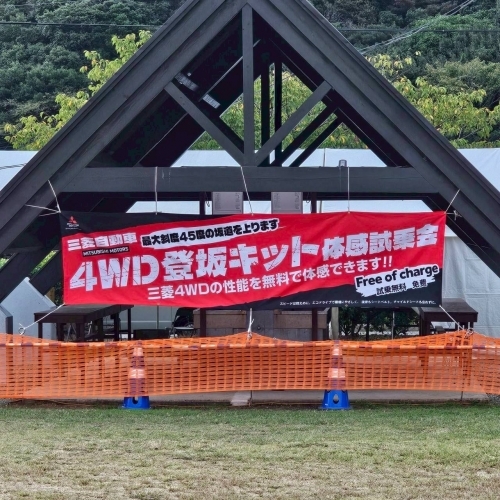 三菱自動車
MITSUBISHI MOTORS
最大斜度45度の坂道を上ります
4WD登坂キット体感試乗会
三菱4WDの性能を無料で体感できます!!
Free of charge
試乗無料 免費